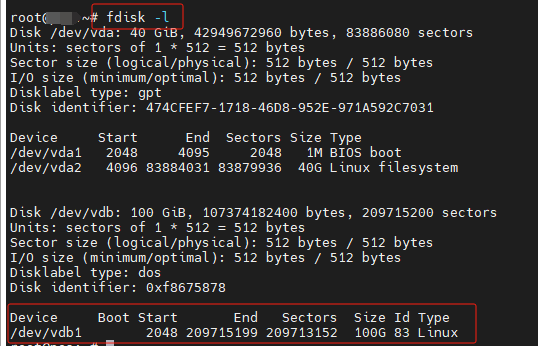 root@ :~# fdisk -l
Disk /dev/vda: 40 GiB, 42949672960 bytes, 83886080 sectors
Units: sectors of 1 * 512 = 512 bytes
Sector size (logical/physical): 512 bytes / 512 bytes
I/O size (minimum/optimal): 512 bytes / 512 bytes
Disklabel type: gpt
Disk identifier: 474CFEF7-1718-46D8-952E-971A592C7031
Device Start End Sectors Size Type
/dev/vda1 2048 4095 2048 1M BIOS boot
/dev/vda2 4096 83884031 83879936 40G Linux filesystem
Disk /dev/vdb: 100 GiB, 107374182400 bytes, 209715200 sectors
Units: sectors of 1 * 512 = 512 bytes
Sector size (logical/physical): 512 bytes / 512 bytes
I/O size (minimum/optimal): 512 bytes / 512 bytes
Disklabel type: dos
Disk identifier: 0xf8675878
Device Boot Start End Sectors Size Id Type
/dev/vdb1 2048 209715199 209713152 100G 83 Linux